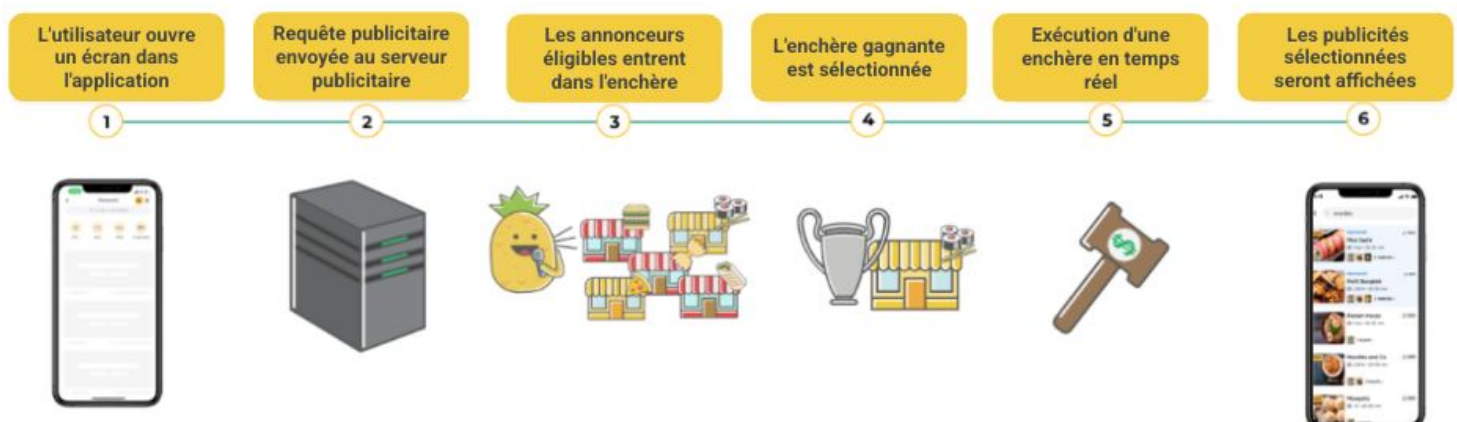 L'utilisateur ouvre
un écran dans
l'application
Requête publicitaire
envoyée au serveur
publicitaire
Les annonceurs
éligibles entrent
dans l'enchère
L'enchère gagnante
est sélectionnée
Exécution d'une
enchère en temps
réel
Les publicités
sélectionnées
seront affichées
1
2
3
4
5
6
$